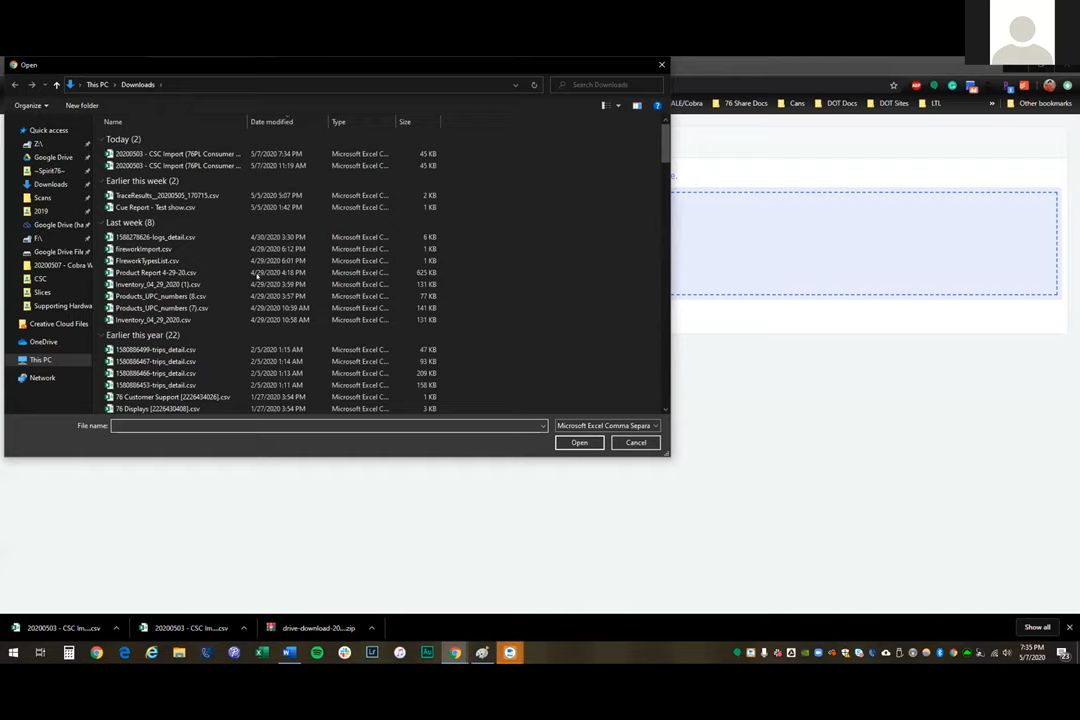 Open
This PC > Downloads >
Search Downloads
Organize
New folder
Name
Date modified
Type
Size
Today (2)
20200503 - CSC Import (76PL Consumer ... 5/7/2020 7:34 PM Microsoft Excel C... 45 KB
20200503 - CSC Import (76PL Consumer ... 5/7/2020 11:19 AM Microsoft Excel C... 45 KB
Earlier this week (2)
TraceResults__20200505_170715.csv 5/5/2020 5:07 PM Microsoft Excel C... 2 KB
Cue Report - Test show.csv 5/5/2020 1:42 PM Microsoft Excel C... 1 KB
Last week (8)
1588278626-logs_detail.csv 4/30/2020 3:30 PM Microsoft Excel C... 6 KB
fireworkImport.csv 4/29/2020 6:12 PM Microsoft Excel C... 1 KB
FireworkTypesList.csv 4/29/2020 6:01 PM Microsoft Excel C... 1 KB
Product Report 4-29-20.csv 4/29/2020 4:18 PM Microsoft Excel C... 625 KB
Inventory_04_29_2020 (1).csv 4/29/2020 3:59 PM Microsoft Excel C... 131 KB
Products_UPC_numbers (8).csv 4/29/2020 3:57 PM Microsoft Excel C... 77 KB
Products_UPC_numbers (7).csv 4/29/2020 10:59 AM Microsoft Excel C... 141 KB
Inventory_04_29_2020.csv 4/29/2020 10:58 AM Microsoft Excel C... 131 KB
Earlier this year (22)
1580886499-trips_detail.csv 2/5/2020 1:15 AM Microsoft Excel C... 47 KB
1580886467-trips_detail.csv 2/5/2020 1:14 AM Microsoft Excel C... 93 KB
1580886466-trips_detail.csv 2/5/2020 1:13 AM Microsoft Excel C... 209 KB
1580886453-trips_detail.csv 2/5/2020 1:11 AM Microsoft Excel C... 158 KB
76 Customer Support [2226434026].csv 1/27/2020 3:54 PM Microsoft Excel C... 1 KB
76 Displays [2226430408].csv 1/27/2020 3:54 PM Microsoft Excel C... 3 KB
Quick access
Z:\
Google Drive
~Spirit76~
Downloads
Scans
2019
Google Drive (ha
F:\
Google Drive File
20200507 - Cobra W
CSC
Slices
Supporting Hardwa
Creative Cloud Files
OneDrive
This PC
Network
File name:
Microsoft Excel Comma Separa
Open
Cancel
ALE/Cobra
76 Share Docs
Cans
DOT Docs
DOT Sites
LTL
»
Other bookmarks
e.
20200503 - CSC Im....csv
20200503 - CSC Im....csv
drive-download-20....zip
Show all
7:35 PM
5/7/2020
23